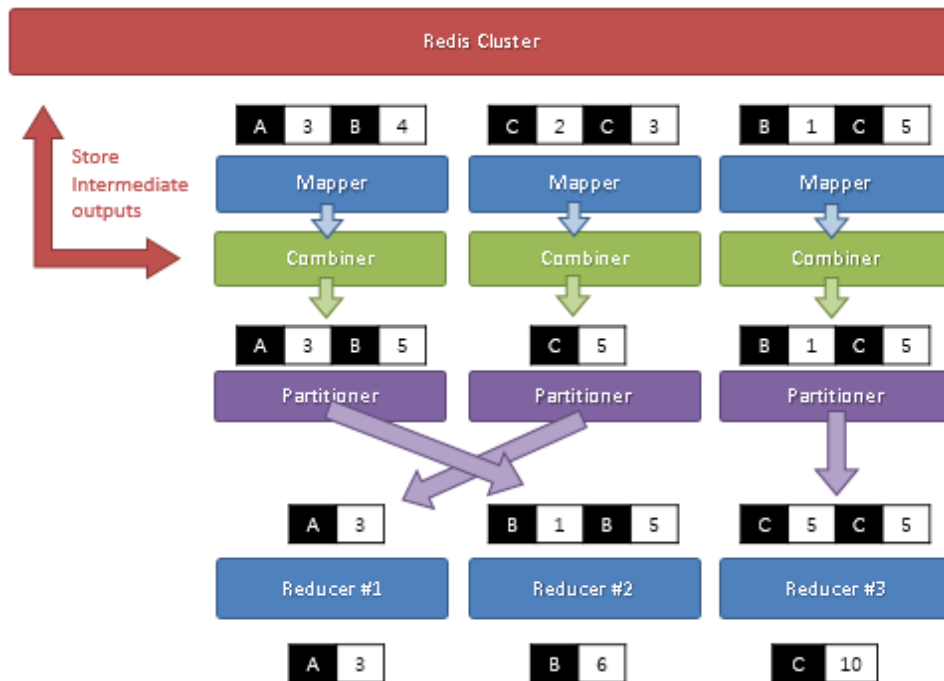 Redis Cluster
A 3 B 4 C 2 C 3 B 1 C 5
Store
Intermediate
outputs
Mapper Mapper Mapper
Combiner Combiner Combiner
A 3 B 5 C 5 B 1 C 5
Partitioner Partitioner Partitioner
A 3 B 1 B 5 C 5 C 5
Reducer #1 Reducer #2 Reducer #3
A 3 B 6 C 10